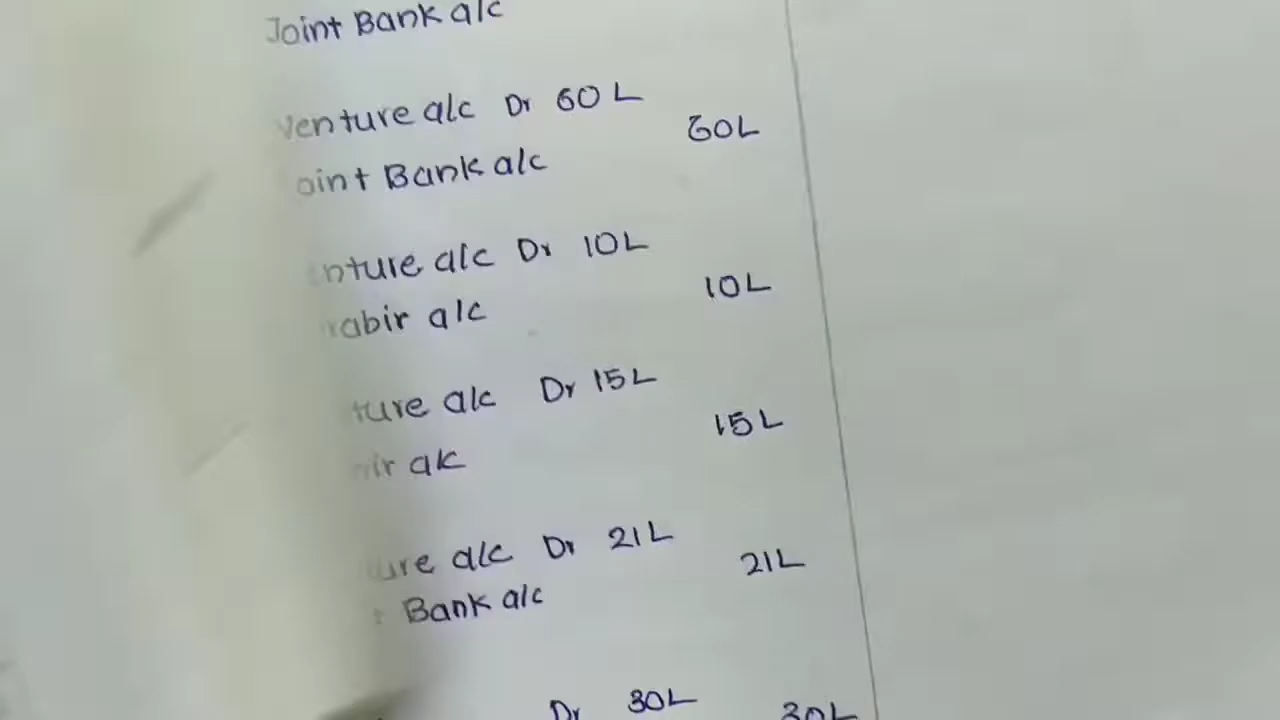 Joint Bank a/c
Venture a/c Dr 60L
60L
oint Bank a/c
nture a/c Dr 10L
10L
rabir a/c
ture a/c Dr 15L
15L
ir a/c
ure a/c Dr 21L
21L
Bank a/c
Dr 30L
30L